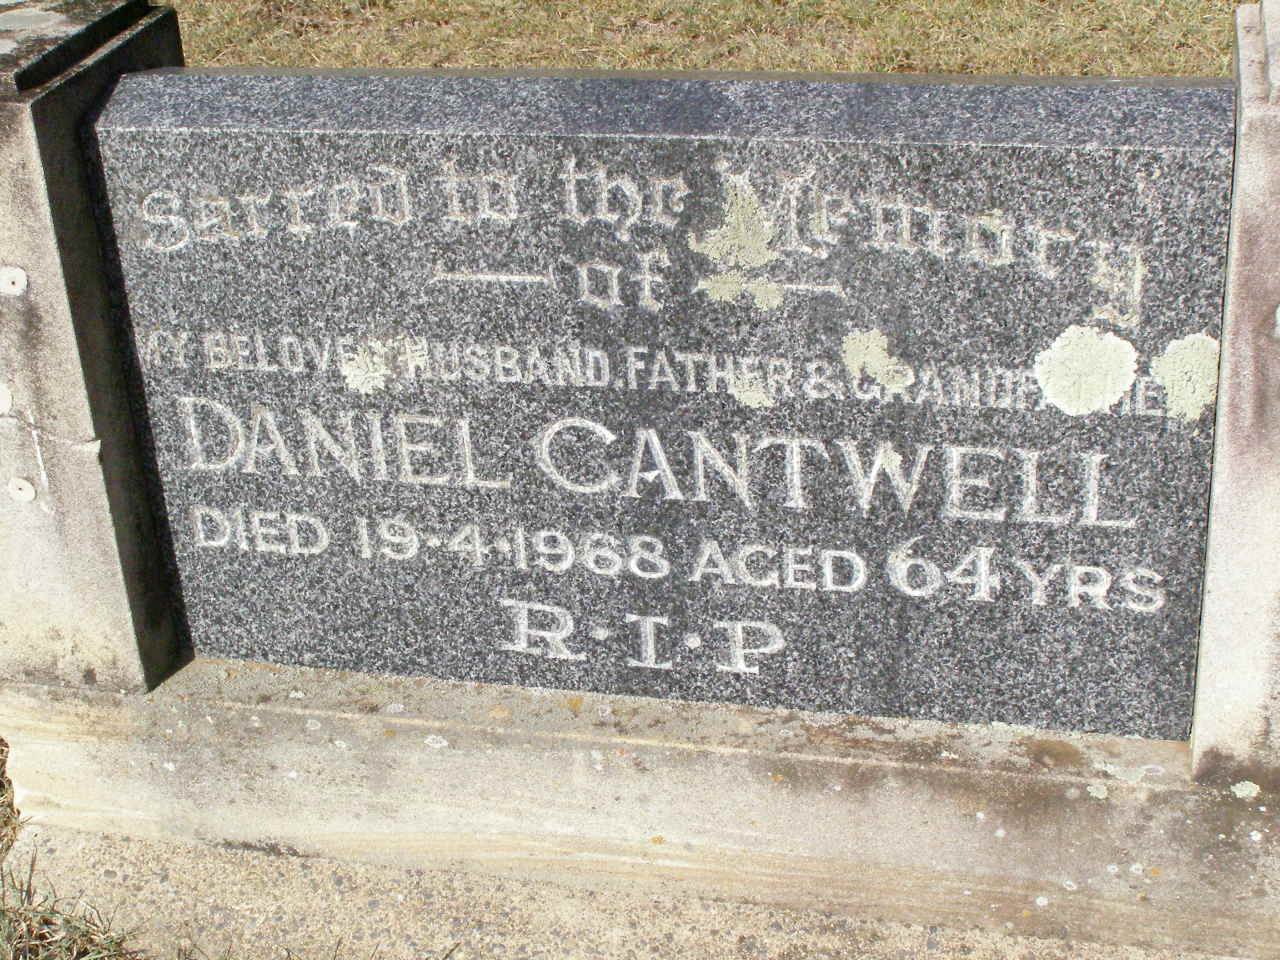 Sacred to the Memory
of
MY BELOVED HUSBAND, FATHER & GRANDFATHER
DANIEL CANTWELL
DIED 19·4·1968 AGED 64 YRS
R·I·P